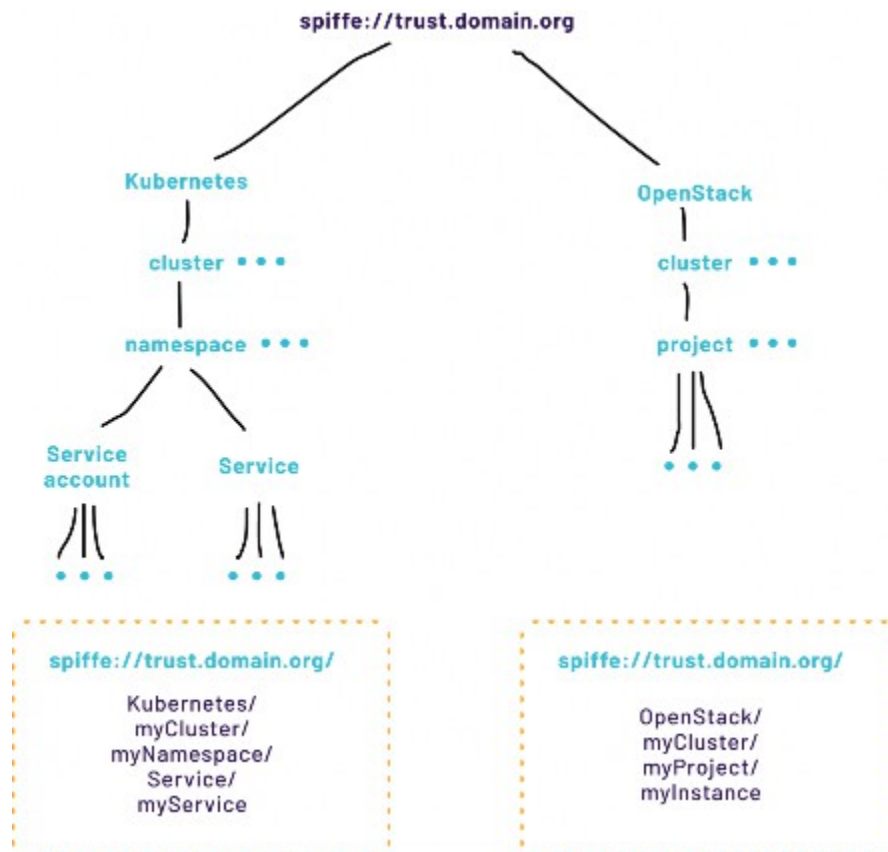 spiffe://trust.domain.org
Kubernetes
OpenStack
cluster •••
cluster •••
namespace •••
project •••
Service
account
Service
•••
•••
•••
spiffe://trust.domain.org/
Kubernetes/
myCluster/
myNamespace/
Service/
myService
spiffe://trust.domain.org/
OpenStack/
myCluster/
myProject/
myInstance